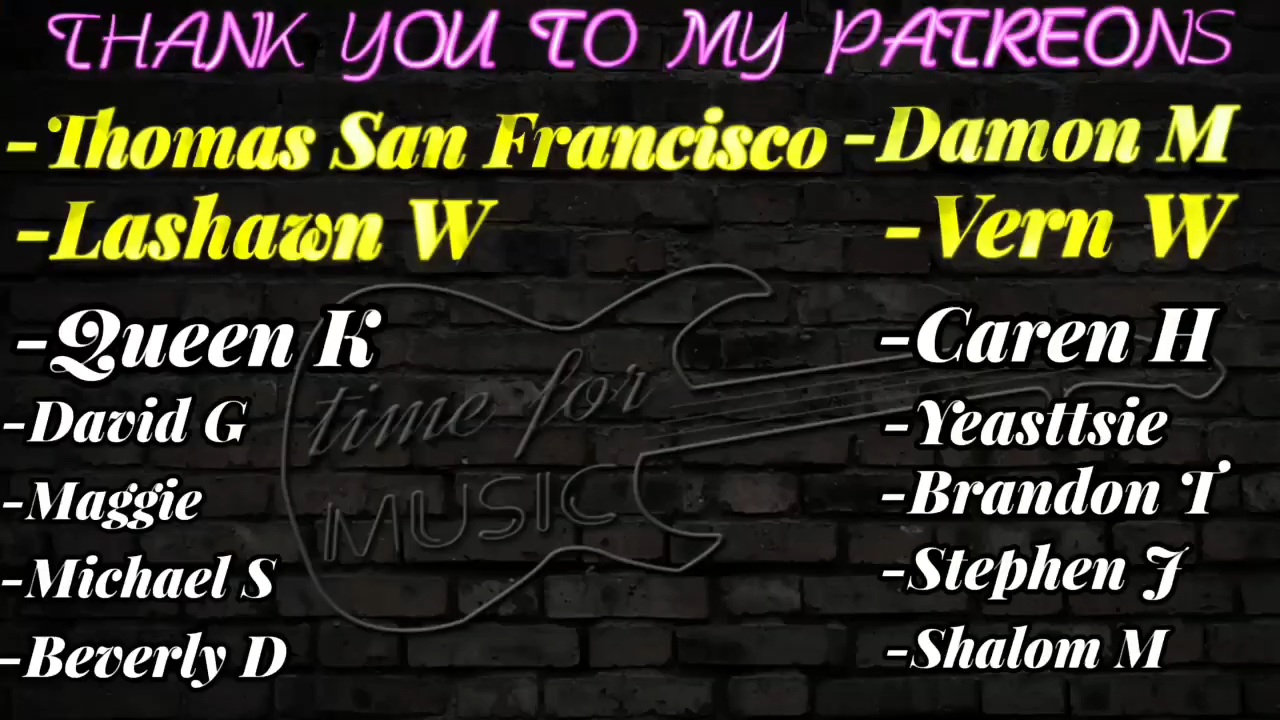 THANK YOU TO MY PATREONS
-Thomas San Francisco
-Damon M
-Lashawn W
-Vern W
-Queen K
-Caren H
time for
MUSIC
-David G
-Yeasttsie
-Maggie
-Brandon T
-Michael S
-Stephen J
-Beverly D
-Shalom M